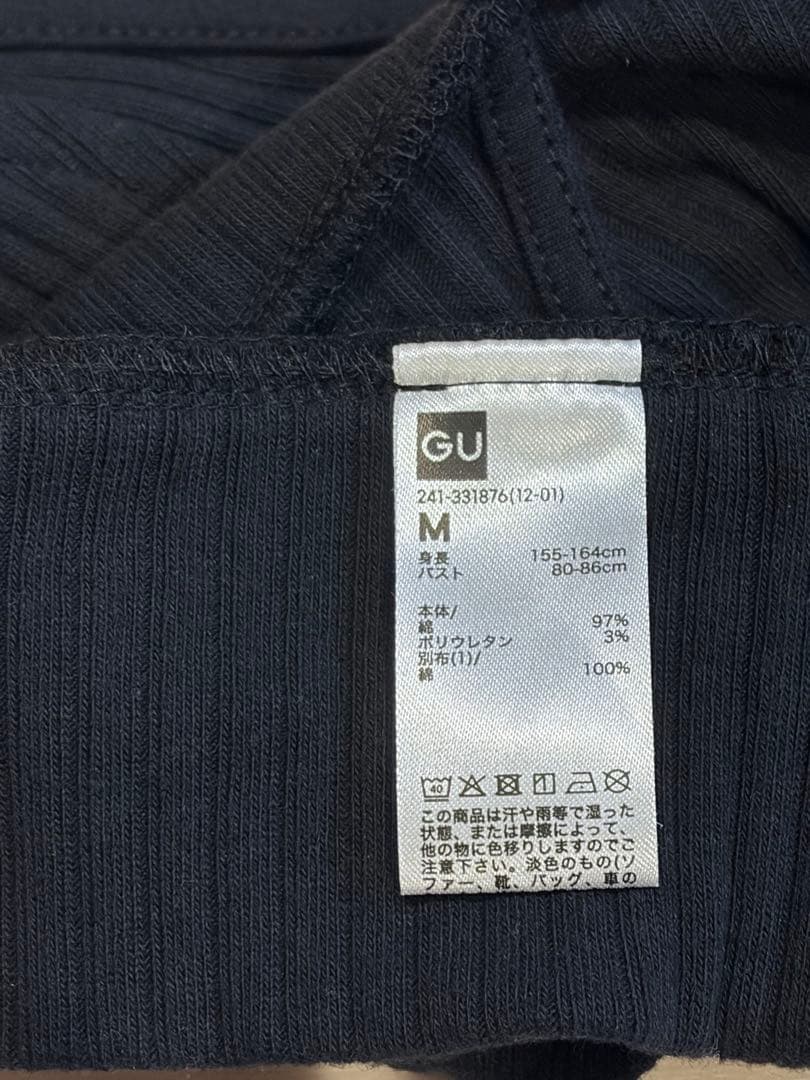 GU
241-331876(12-01)
M
身長 155-164cm
バスト 80-86cm
本体/
綿 97%
ポリウレタン 3%
別布(1)/
綿 100%
40
この商品は汗や雨等で湿った
状態、または摩擦によって、
他の物に色移りしますのでご
注意下さい。淡色のもの(ソ
ファー、靴、バッグ、車の